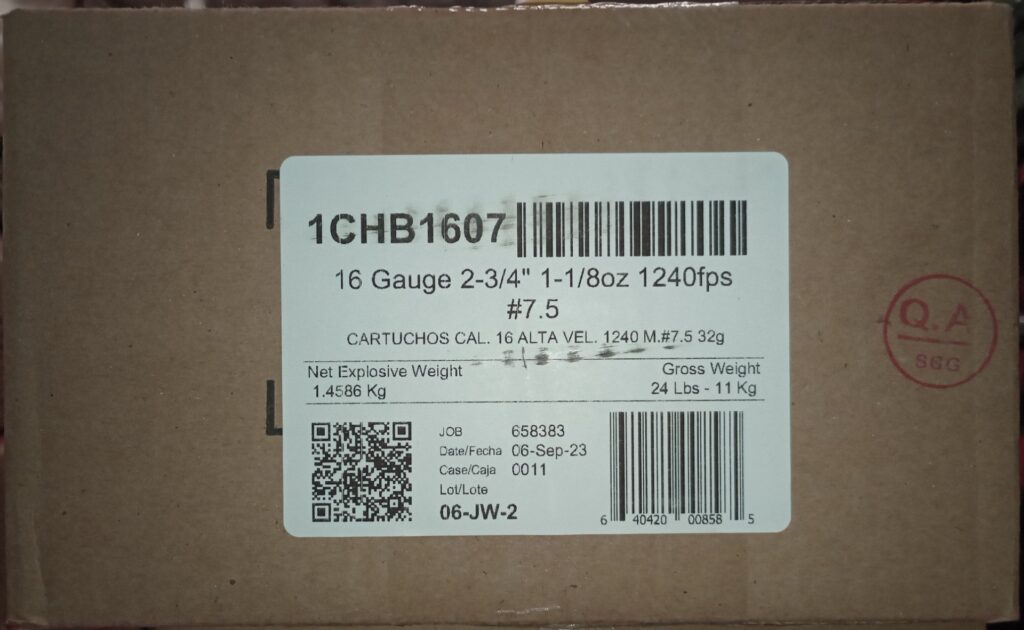 1CHB1607
16 Gauge 2-3/4" 1-1/8oz 1240fps
#7.5
CARTUCHOS CAL. 16 ALTA VEL. 1240 M.#7.5 32g
Net Explosive Weight Gross Weight
1.4586 Kg 24 Lbs - 11 Kg
JOB 658383
Date/Fecha 06-Sep-23
Case/Caja 0011
Lot/Lote
06-JW-2
6 40420 00858 5
Q.A